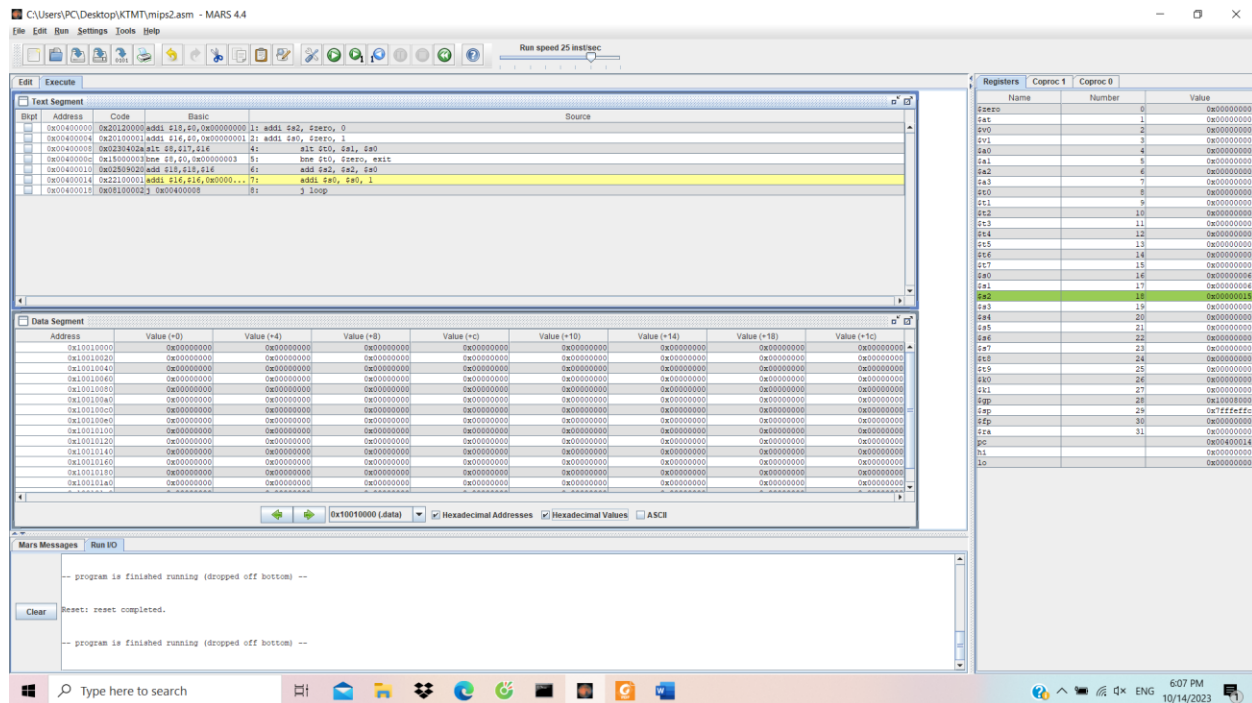 C:\Users\PC\Desktop\KTMT\mips2.asm - MARS 4.4
File Edit Run Settings Tools Help
Run speed 25 inst/sec
Edit Execute
Text Segment
Bkpt Address Code Basic Source
0x00400000 0x20120000 addi $18,$0,0x00000000 1: addi $s2, $zero, 0
0x00400004 0x20100001 addi $16,$0,0x00000001 2: addi $s0, $zero, 1
0x00400008 0x0230402a slt $8,$17,$16 4: slt $t0, $s1, $s0
0x0040000c 0x15000003 bne $8,$0,0x00000003 5: bne $t0, $zero, exit
0x00400010 0x02509020 add $18,$18,$16 6: add $s2, $s2, $s0
0x00400014 0x22100001 addi $16,$16,0x0000... 7: addi $s0, $s0, 1
0x00400018 0x08100002 j 0x00400008 8: j loop
Data Segment
Address Value (+0) Value (+4) Value (+8) Value (+c) Value (+10) Value (+14) Value (+18) Value (+1c)
0x10010000 0x00000000 0x00000000 0x00000000 0x00000000 0x00000000 0x00000000 0x00000000 0x00000000
0x10010020 0x00000000 0x00000000 0x00000000 0x00000000 0x00000000 0x00000000 0x00000000 0x00000000
0x10010040 0x00000000 0x00000000 0x00000000 0x00000000 0x00000000 0x00000000 0x00000000 0x00000000
0x10010060 0x00000000 0x00000000 0x00000000 0x00000000 0x00000000 0x00000000 0x00000000 0x00000000
0x10010080 0x00000000 0x00000000 0x00000000 0x00000000 0x00000000 0x00000000 0x00000000 0x00000000
0x100100a0 0x00000000 0x00000000 0x00000000 0x00000000 0x00000000 0x00000000 0x00000000 0x00000000
0x100100c0 0x00000000 0x00000000 0x00000000 0x00000000 0x00000000 0x00000000 0x00000000 0x00000000
0x100100e0 0x00000000 0x00000000 0x00000000 0x00000000 0x00000000 0x00000000 0x00000000 0x00000000
0x10010100 0x00000000 0x00000000 0x00000000 0x00000000 0x00000000 0x00000000 0x00000000 0x00000000
0x10010120 0x00000000 0x00000000 0x00000000 0x00000000 0x00000000 0x00000000 0x00000000 0x00000000
0x10010140 0x00000000 0x00000000 0x00000000 0x00000000 0x00000000 0x00000000 0x00000000 0x00000000
0x10010160 0x00000000 0x00000000 0x00000000 0x00000000 0x00000000 0x00000000 0x00000000 0x00000000
0x10010180 0x00000000 0x00000000 0x00000000 0x00000000 0x00000000 0x00000000 0x00000000 0x00000000
0x100101a0 0x00000000 0x00000000 0x00000000 0x00000000 0x00000000 0x00000000 0x00000000 0x00000000
0x10010000 (.data) Hexadecimal Addresses Hexadecimal Values ASCII
Mars Messages Run I/O
-- program is finished running (dropped off bottom) --
Clear
Reset: reset completed.
-- program is finished running (dropped off bottom) --
Registers Coproc 1 Coproc 0
Name Number Value
$zero 0 0x00000000
$at 1 0x00000000
$v0 2 0x00000000
$v1 3 0x00000000
$a0 4 0x00000000
$a1 5 0x00000000
$a2 6 0x00000000
$a3 7 0x00000000
$t0 8 0x00000000
$t1 9 0x00000000
$t2 10 0x00000000
$t3 11 0x00000000
$t4 12 0x00000000
$t5 13 0x00000000
$t6 14 0x00000000
$t7 15 0x00000000
$s0 16 0x00000006
$s1 17 0x00000006
$s2 18 0x00000015
$s3 19 0x00000000
$s4 20 0x00000000
$s5 21 0x00000000
$s6 22 0x00000000
$s7 23 0x00000000
$t8 24 0x00000000
$t9 25 0x00000000
$k0 26 0x00000000
$k1 27 0x00000000
$gp 28 0x10008000
$sp 29 0x7fffeffc
$fp 30 0x00000000
$ra 31 0x00000000
pc 0x00400014
hi 0x00000000
lo 0x00000000
Type here to search
ENG
6:07 PM
10/14/2023
1